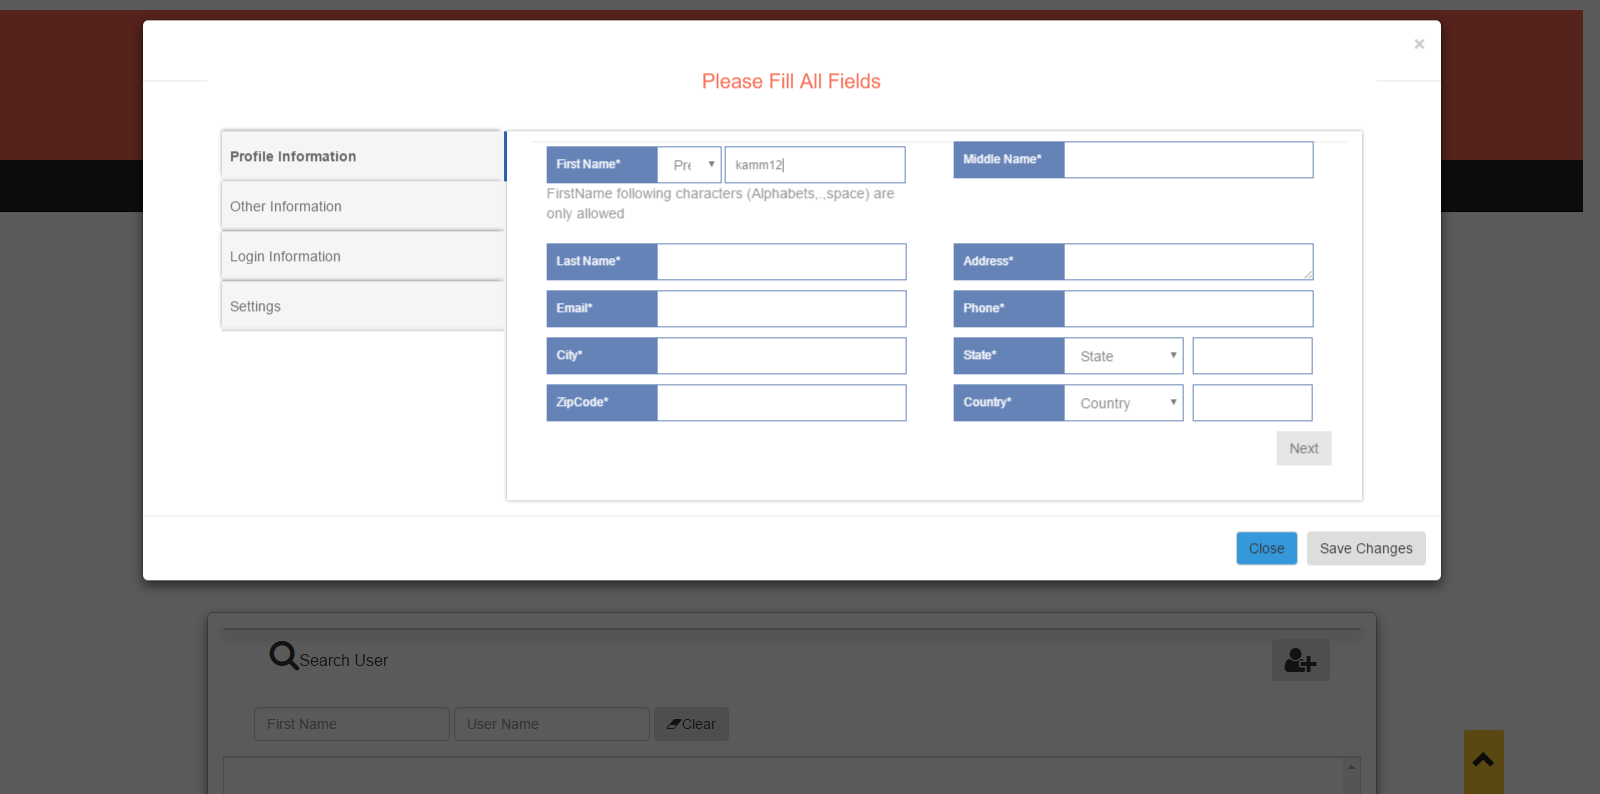 ×
Please Fill All Fields
Profile Information
Other Information
Login Information
Settings
First Name* Pre kamm12
FirstName following characters (Alphabets,.,space) are
only allowed
Middle Name*
Last Name*
Address*
Email*
Phone*
City*
State* State
ZipCode*
Country* Country
Next
Close Save Changes
Search User
First Name User Name Clear